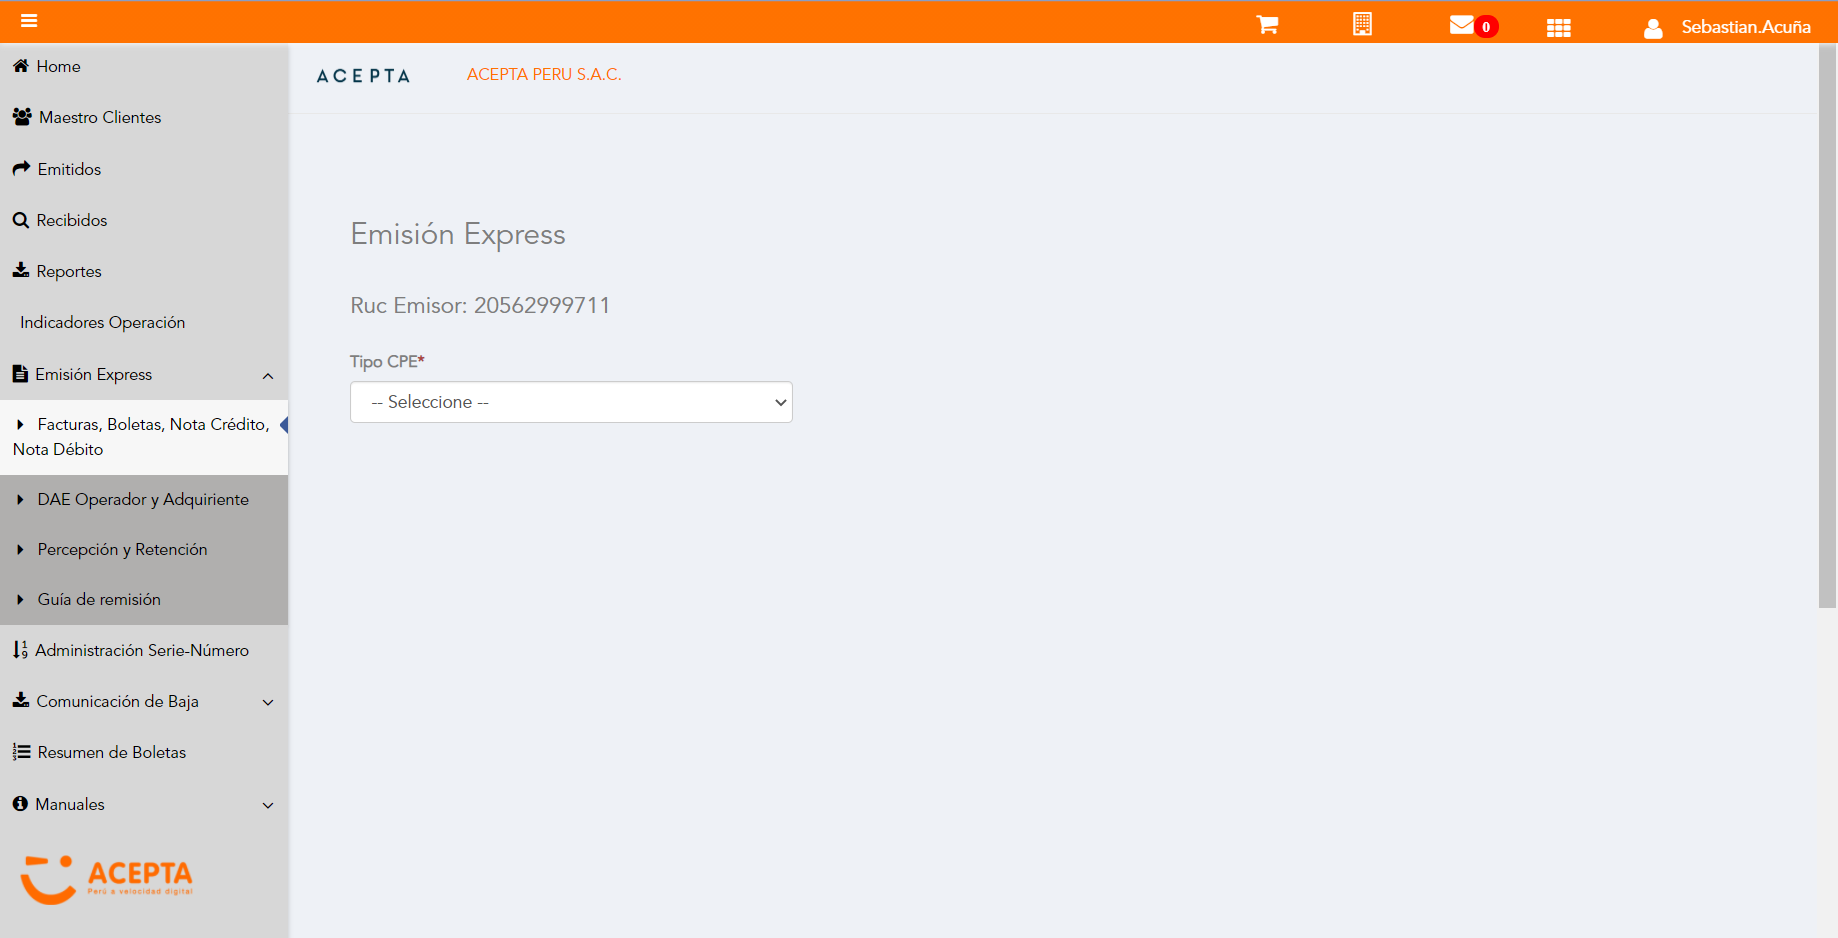 0
Sebastian.Acuña
Home
Maestro Clientes
Emitidos
Recibidos
Reportes
Indicadores Operación
Emisión Express
Facturas, Boletas, Nota Crédito,
Nota Débito
DAE Operador y Adquiriente
Percepción y Retención
Guía de remisión
Administración Serie-Número
Comunicación de Baja
Resumen de Boletas
Manuales
ACEPTA
Perú a velocidad digital
ACEPTA
ACEPTA PERU S.A.C.
Emisión Express
Ruc Emisor: 20562999711
Tipo CPE*
-- Seleccione --